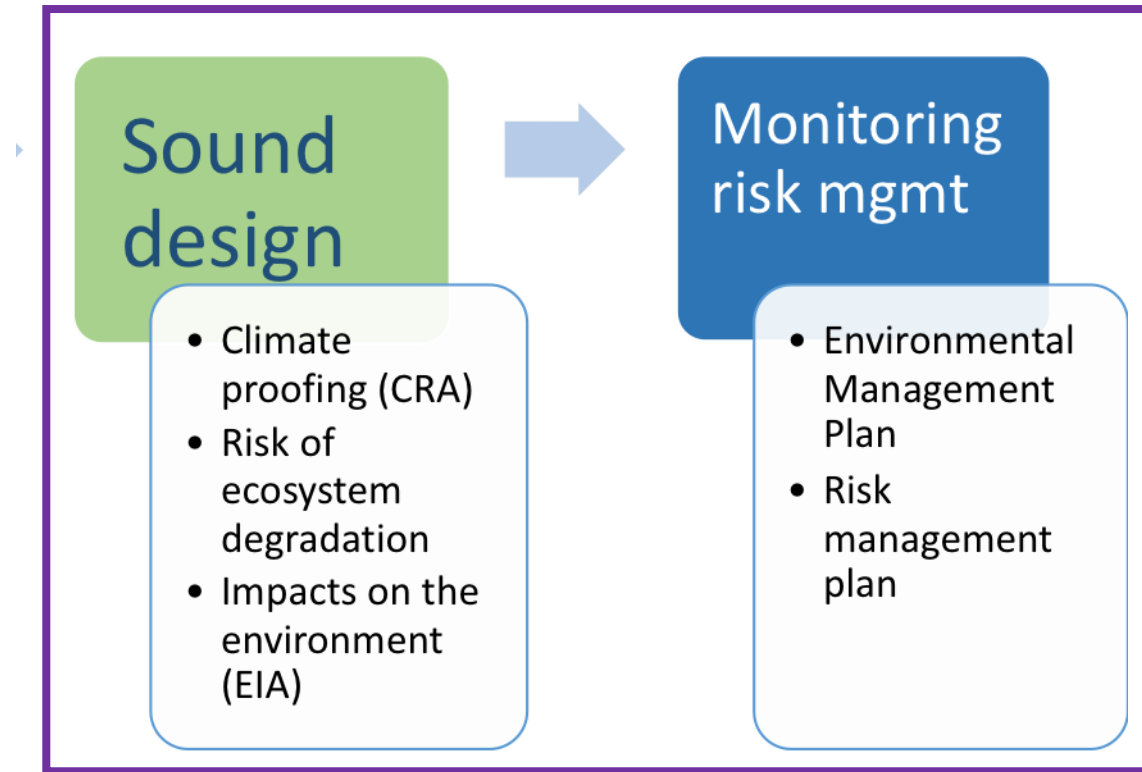 Sound
design
• Climate
proofing (CRA)
• Risk of
ecosystem
degradation
• Impacts on the
environment
(EIA)
Monitoring
risk mgmt
• Environmental
Management
Plan
• Risk
management
plan